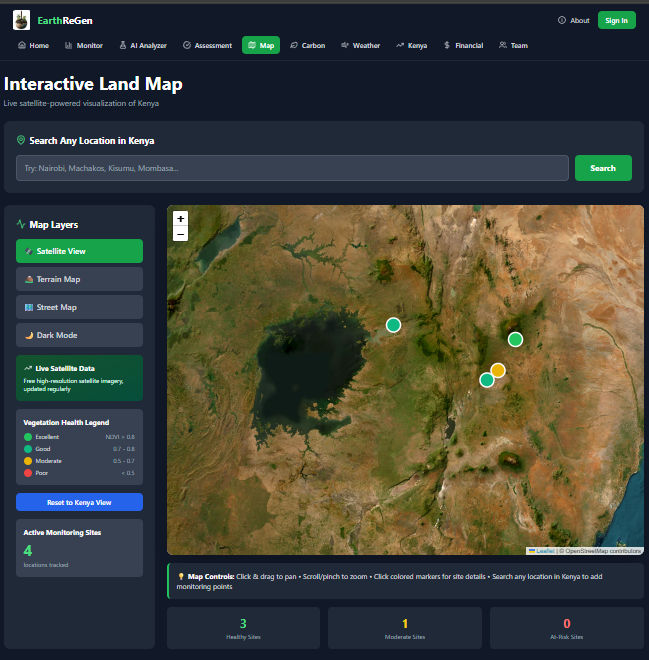 EarthReGen
About
Sign In
Home
Monitor
AI Analyzer
Assessment
Map
Carbon
Weather
Kenya
Financial
Team
Interactive Land Map
Live satellite-powered visualization of Kenya
Search Any Location in Kenya
Try: Nairobi, Machakos, Kisumu, Mombasa...
Search
Map Layers
Satellite View
Terrain Map
Street Map
Dark Mode
Live Satellite Data
Free high-resolution satellite imagery,
updated regularly
Vegetation Health Legend
Excellent NDVI > 0.8
Good 0.7 - 0.8
Moderate 0.5 - 0.7
Poor < 0.5
Reset to Kenya View
Active Monitoring Sites
4
locations tracked
+
−
Leaflet | © OpenStreetMap contributors
Map Controls: Click & drag to pan • Scroll/pinch to zoom • Click colored markers for site details • Search any location in Kenya to add
monitoring points
3
Healthy Sites
1
Moderate Sites
0
At-Risk Sites